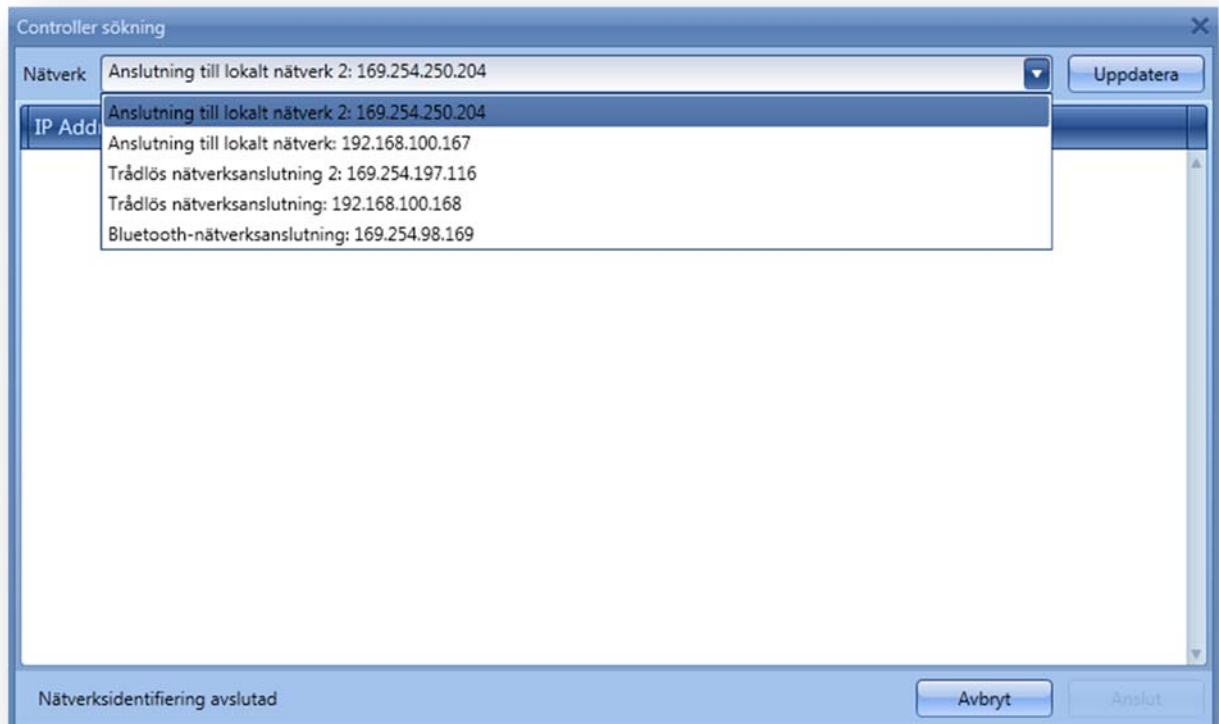 Controller sökning
Nätverk Anslutning till lokalt nätverk 2: 169.254.250.204 Uppdatera
Anslutning till lokalt nätverk 2: 169.254.250.204
IP Add
Anslutning till lokalt nätverk: 192.168.100.167
Trådlös nätverksanslutning 2: 169.254.197.116
Trådlös nätverksanslutning: 192.168.100.168
Bluetooth-nätverksanslutning: 169.254.98.169
Nätverksidentifiering avslutad Avbryt Anslut